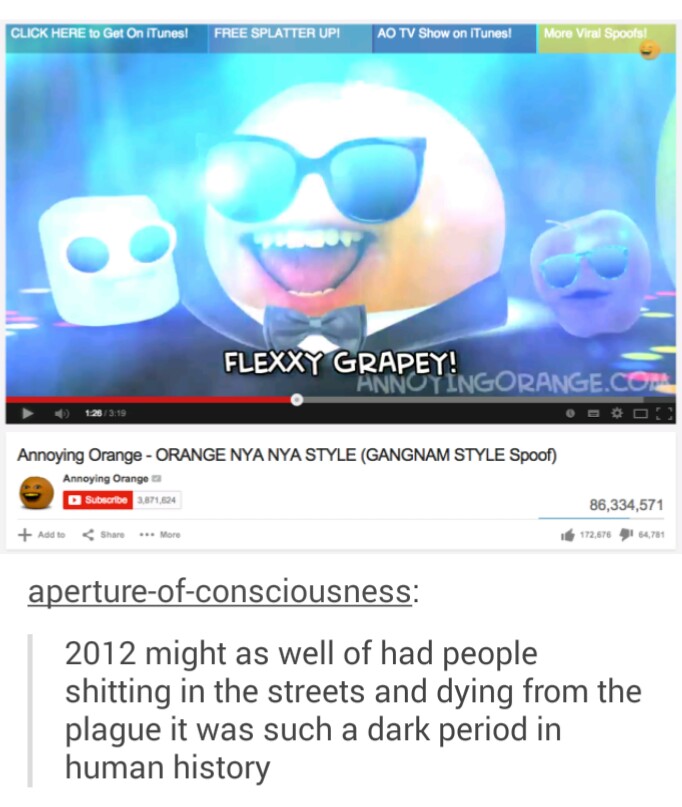 CLICK HERE to Get On iTunes! FREE SPLATTER UP! AO TV Show on iTunes! More Viral Spoofs!
FLEXXY GRAPEY!
ANNOYINGORANGE.COM
1:26 / 3:19
Annoying Orange - ORANGE NYA NYA STYLE (GANGNAM STYLE Spoof)
Annoying Orange
Subscribe 3,871,624
86,334,571
Add to Share More
172,676 64,781
aperture-of-consciousness:
2012 might as well of had people
shitting in the streets and dying from the
plague it was such a dark period in
human history